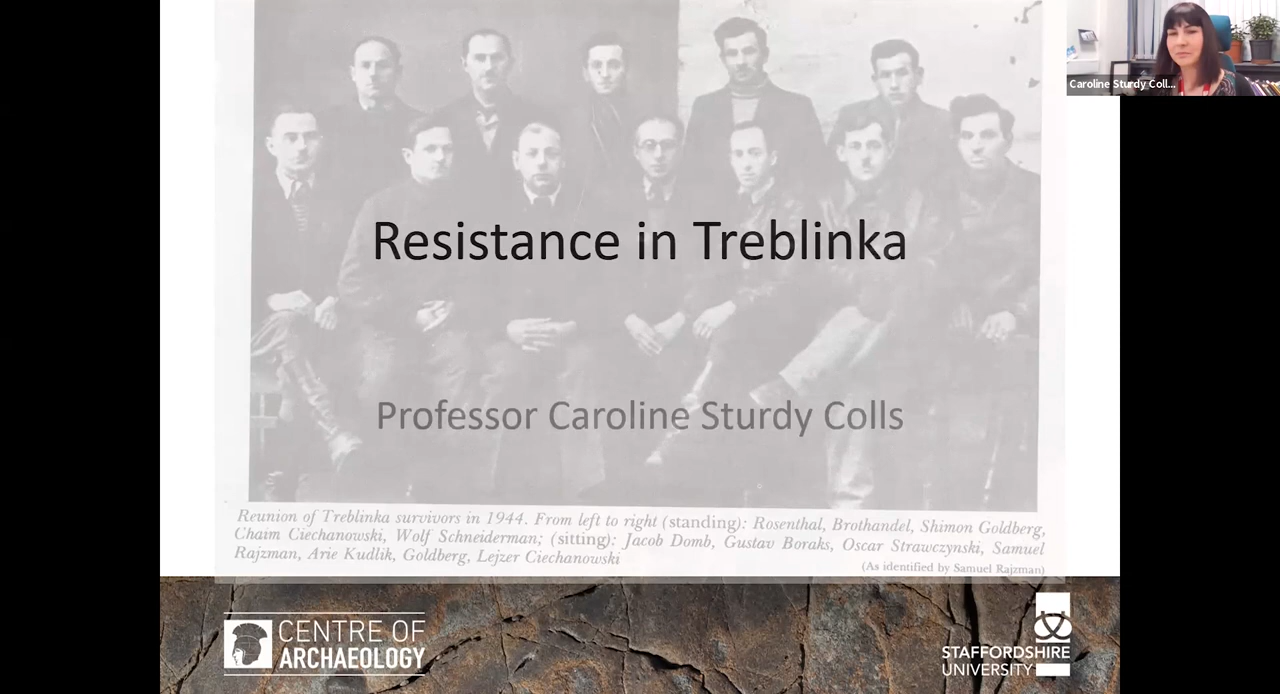 Caroline Sturdy Coll...
Resistance in Treblinka
Professor Caroline Sturdy Colls
Reunion of Treblinka survivors in 1944. From left to right (standing): Rosenthal, Brothandel, Shimon Goldberg,
Chaim Ciechanowski, Wolf Schneiderman; (sitting): Jacob Domb, Gustav Boraks, Oscar Strawczynski, Samuel
Rajzman, Arie Kudlik, Goldberg, Lejzer Ciechanowski
(As identified by Samuel Rajzman)
CENTRE OF
ARCHAEOLOGY
STAFFORDSHIRE
UNIVERSITY